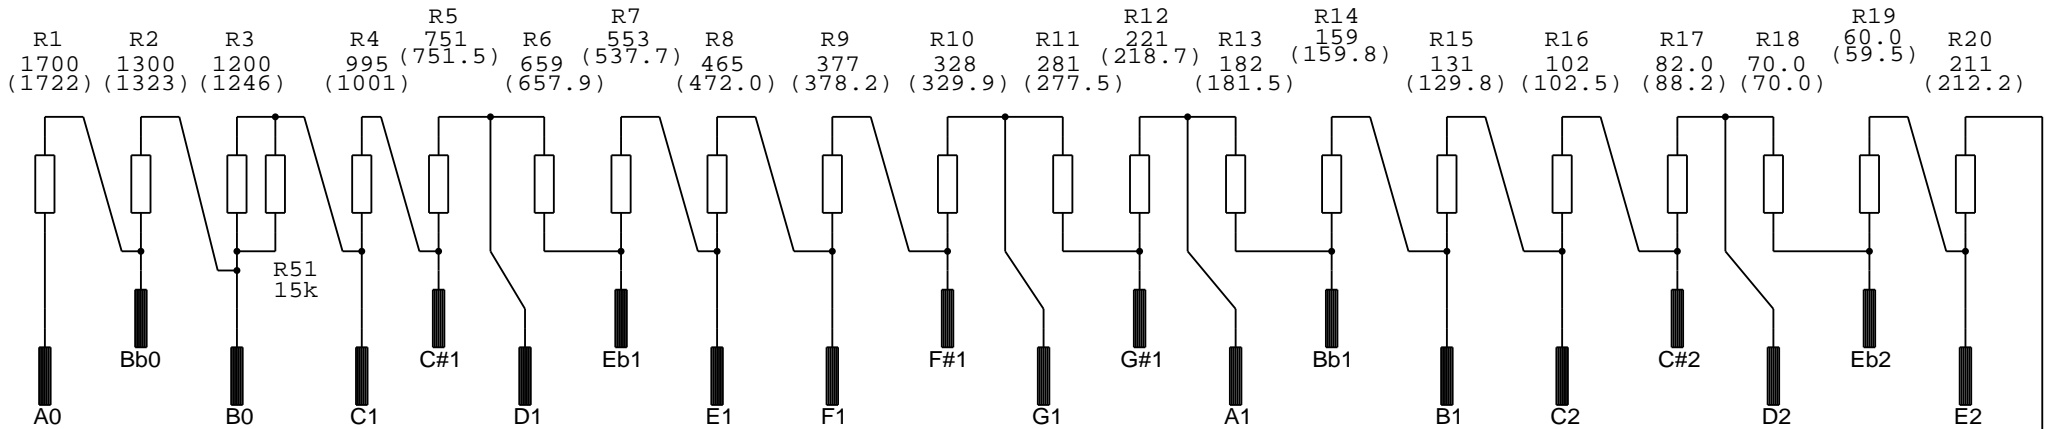 R1
1700
(1722)
R2
1300
(1323)
R3
1200
(1246)
R4
995
(1001)
R5
751
(751.5)
R6
659
(657.9)
R7
553
(537.7)
R8
465
(472.0)
R9
377
(378.2)
R10
328
(329.9)
R11
281
(277.5)
R12
221
(218.7)
R13
182
(181.5)
R14
159
(159.8)
R15
131
(129.8)
R16
102
(102.5)
R17
82.0
(88.2)
R18
70.0
(70.0)
R19
60.0
(59.5)
R20
211
(212.2)
R51
15k
A0
Bb0
B0
C1
C#1
D1
Eb1
E1
F1
F#1
G1
G#1
A1
Bb1
B1
C2
C#2
D2
Eb2
E2